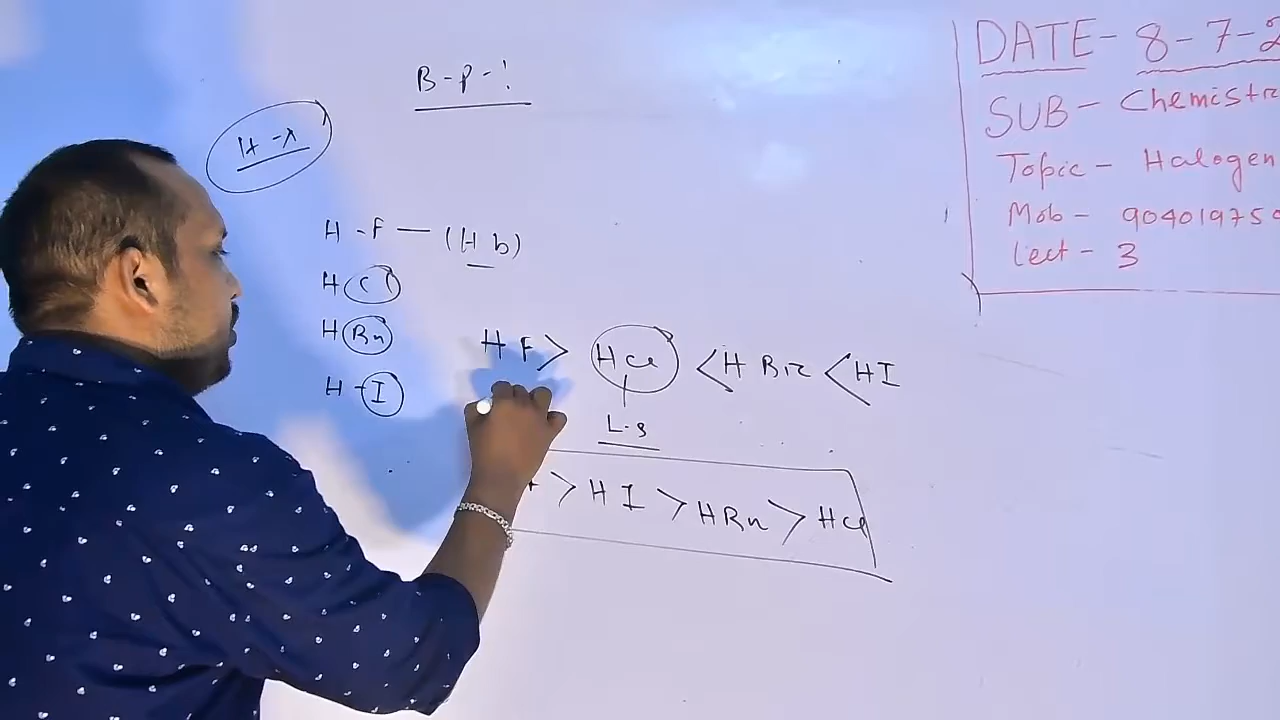 B-P-!
H-X
H-F — (H b)
H Cl
H Br
H-I
HF > HCl < HBr < HI
L.g
> HI > HBr > HCl
DATE- 8-7-2
SUB- Chemistr
Topic- Halogen
Mob- 904019750
lect- 3